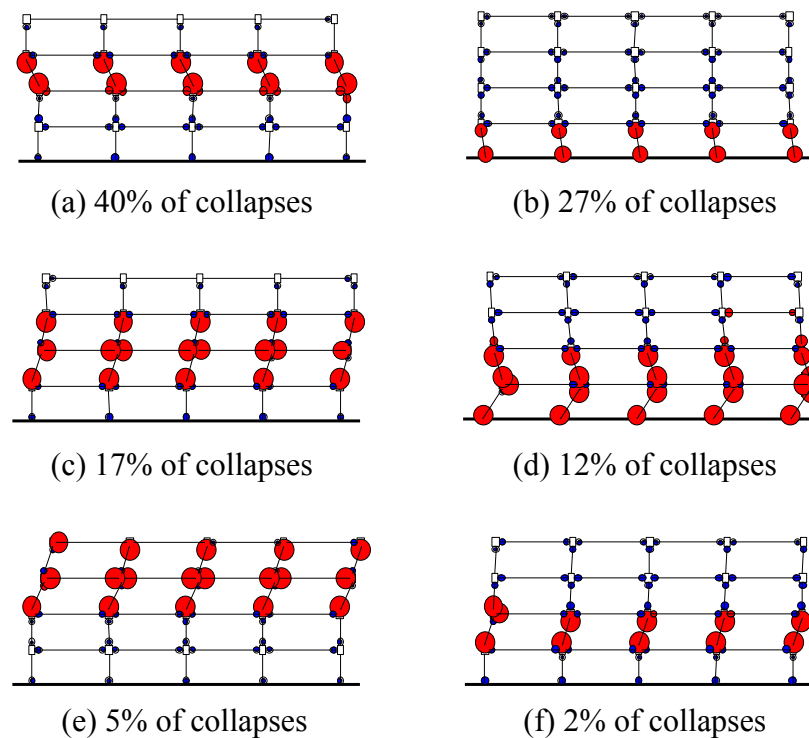 (a) 40% of collapses
(b) 27% of collapses
(c) 17% of collapses
(d) 12% of collapses
(e) 5% of collapses
(f) 2% of collapses